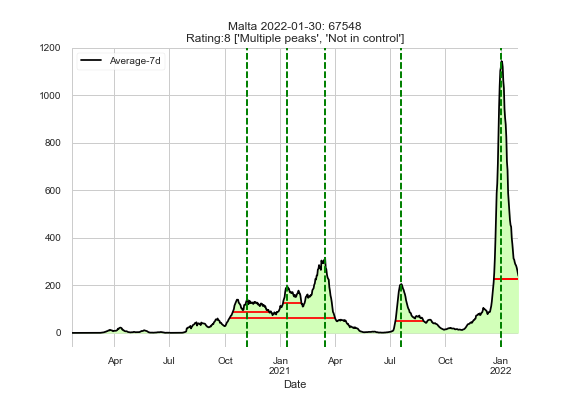 Malta 2022-01-30: 67548
Rating:8 ['Multiple peaks', 'Not in control']
Average-7d
1200
1000
800
600
400
200
0
Apr Jul Oct Jan Apr Jul Oct Jan
2021 2022
Date